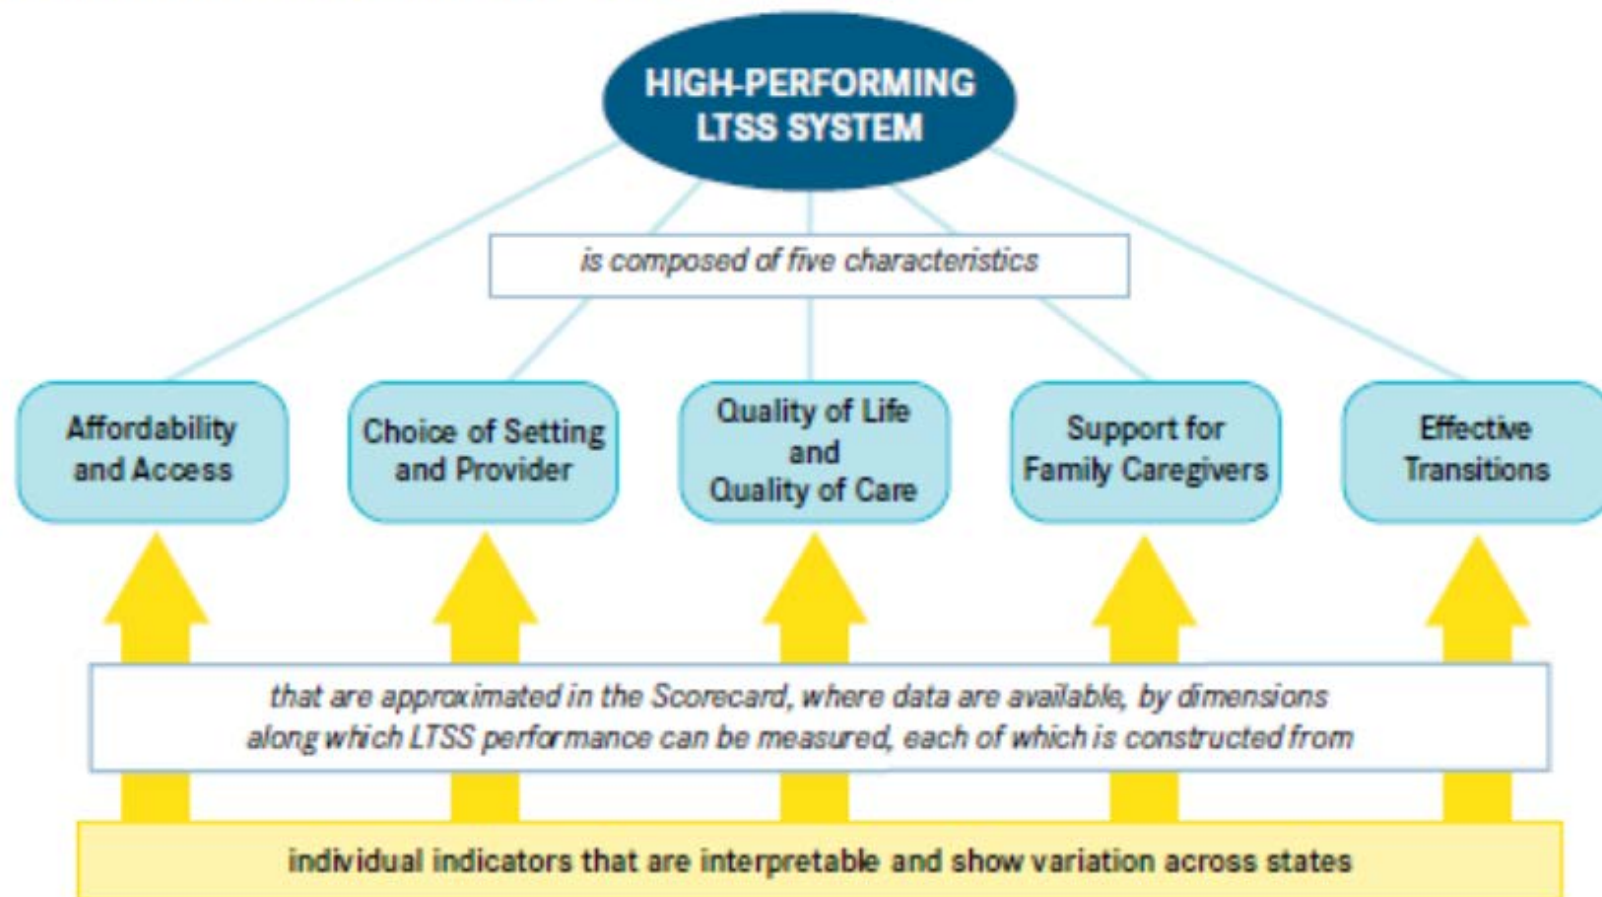 HIGH-PERFORMING
LTSS SYSTEM
is composed of five characteristics
Affordability
and Access
Choice of Setting
and Provider
Quality of Life
and
Quality of Care
Support for
Family Caregivers
Effective
Transitions
that are approximated in the Scorecard, where data are available, by dimensions
along which LTSS performance can be measured, each of which is constructed from
individual indicators that are interpretable and show variation across states